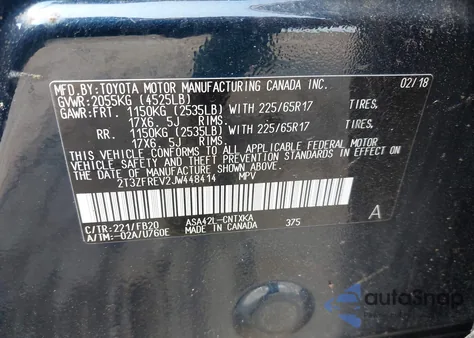 MFD.BY:TOYOTA MOTOR MANUFACTURING CANADA INC. 02/18
GVWR: 2055KG (4525LB)
GAWR:FRT. 1150KG (2535LB) WITH 225/65R17 TIRES,
17X6.5J RIMS.
RR. 1150KG (2535LB) WITH 225/65R17 TIRES,
17X6.5J RIMS.
THIS VEHICLE CONFORMS TO ALL APPLICABLE FEDERAL MOTOR
VEHICLE SAFETY AND THEFT PREVENTION STANDARDS IN EFFECT
ON THE DATE OF MANUFACTURE SHOWN ABOVE.
2T3ZFREV2JW448414 MPV
C/TR:221/FB20 ASA42L-CNTXKA 375 A
A/TM:-02A/U760E MADE IN CANADA
autoSnap